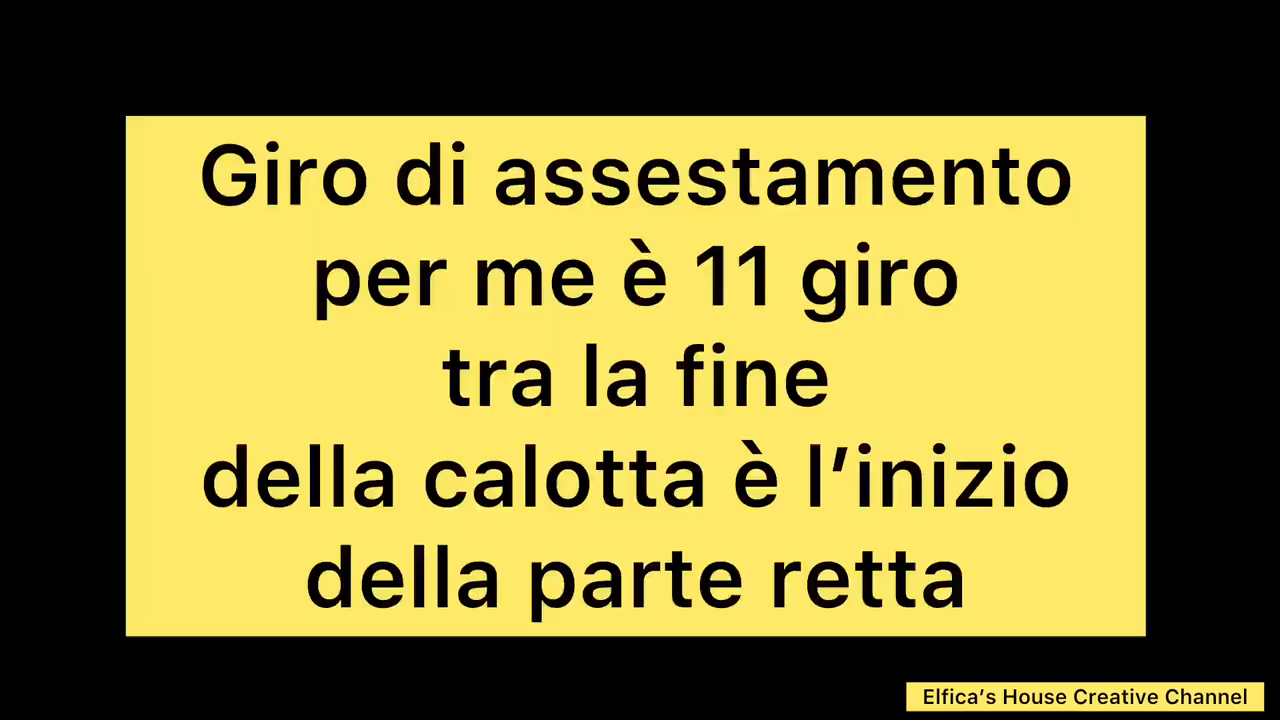 Giro di assestamento
per me è 11 giro
tra la fine
della calotta è l’inizio
della parte retta
Elfica’s House Creative Channel